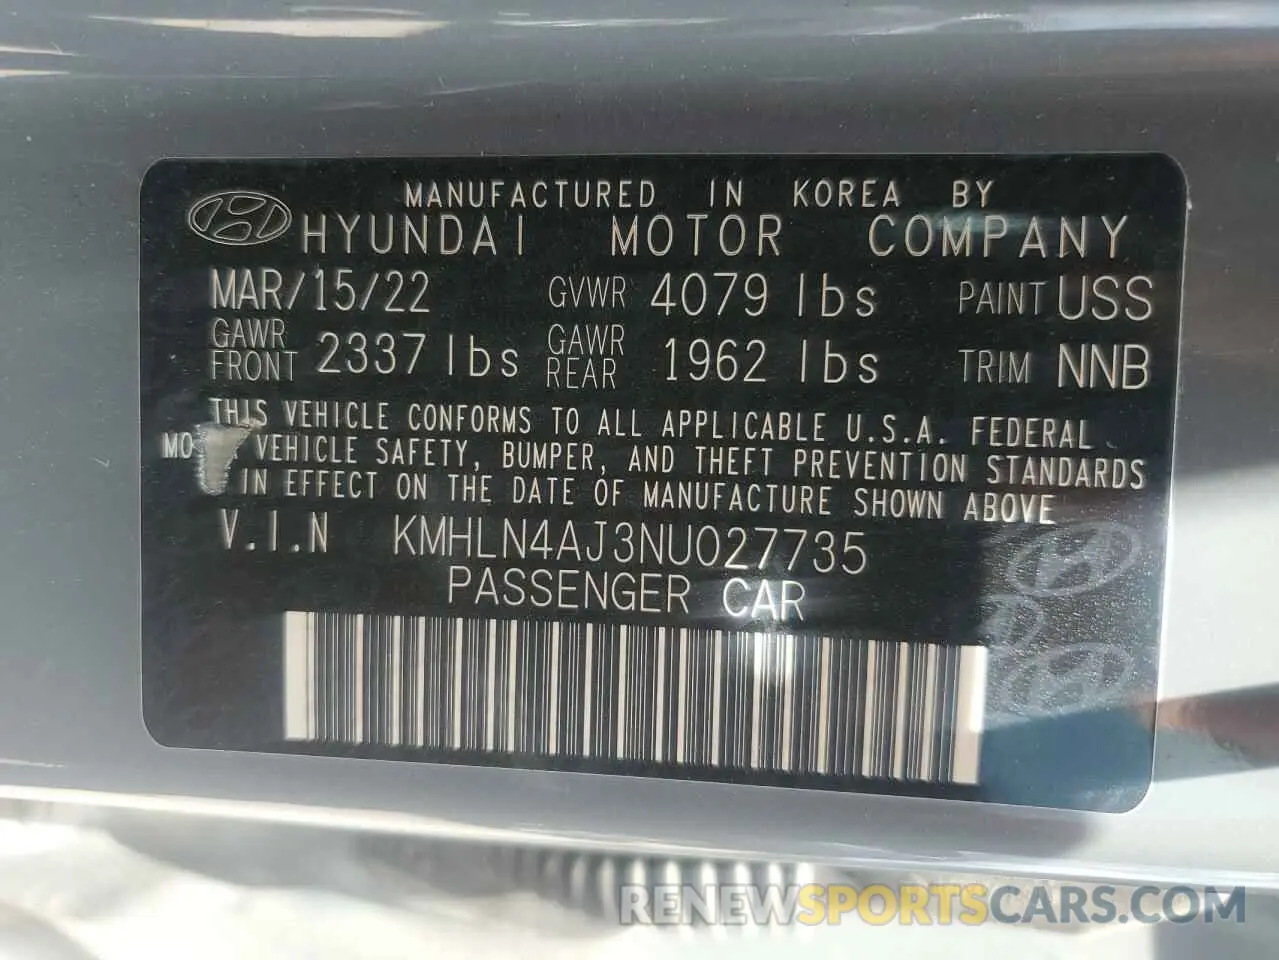 MANUFACTURED IN KOREA BY
HYUNDAI MOTOR COMPANY
MAR/15/22 GVWR 4079 lbs PAINT USS
GAWR FRONT 2337 lbs GAWR REAR 1962 lbs TRIM NNB
THIS VEHICLE CONFORMS TO ALL APPLICABLE U.S.A. FEDERAL
MO VEHICLE SAFETY, BUMPER, AND THEFT PREVENTION STANDARDS
IN EFFECT ON THE DATE OF MANUFACTURE SHOWN ABOVE
V.I.N KMHLN4AJ3NU027735
PASSENGER CAR
RENEWSPORTSCARS.COM